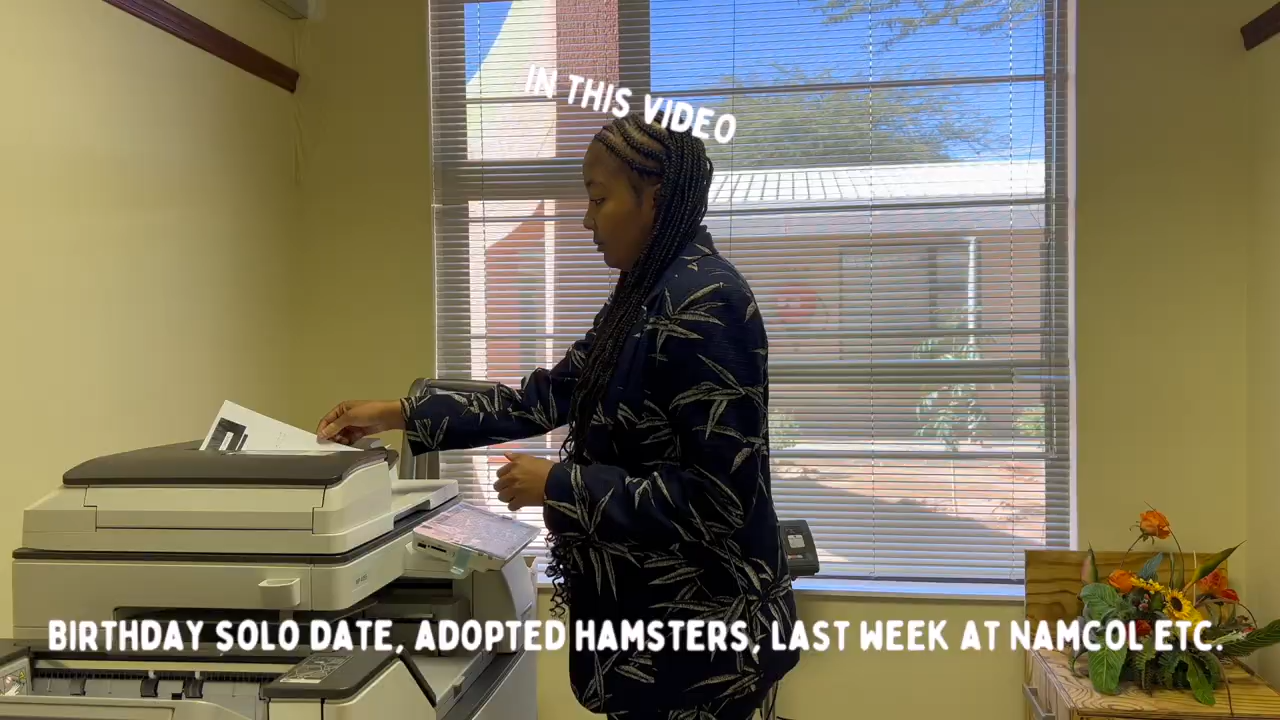 IN THIS VIDEO
BIRTHDAY SOLO DATE, ADOPTED HAMSTERS, LAST WEEK AT NAMCOL ETC.